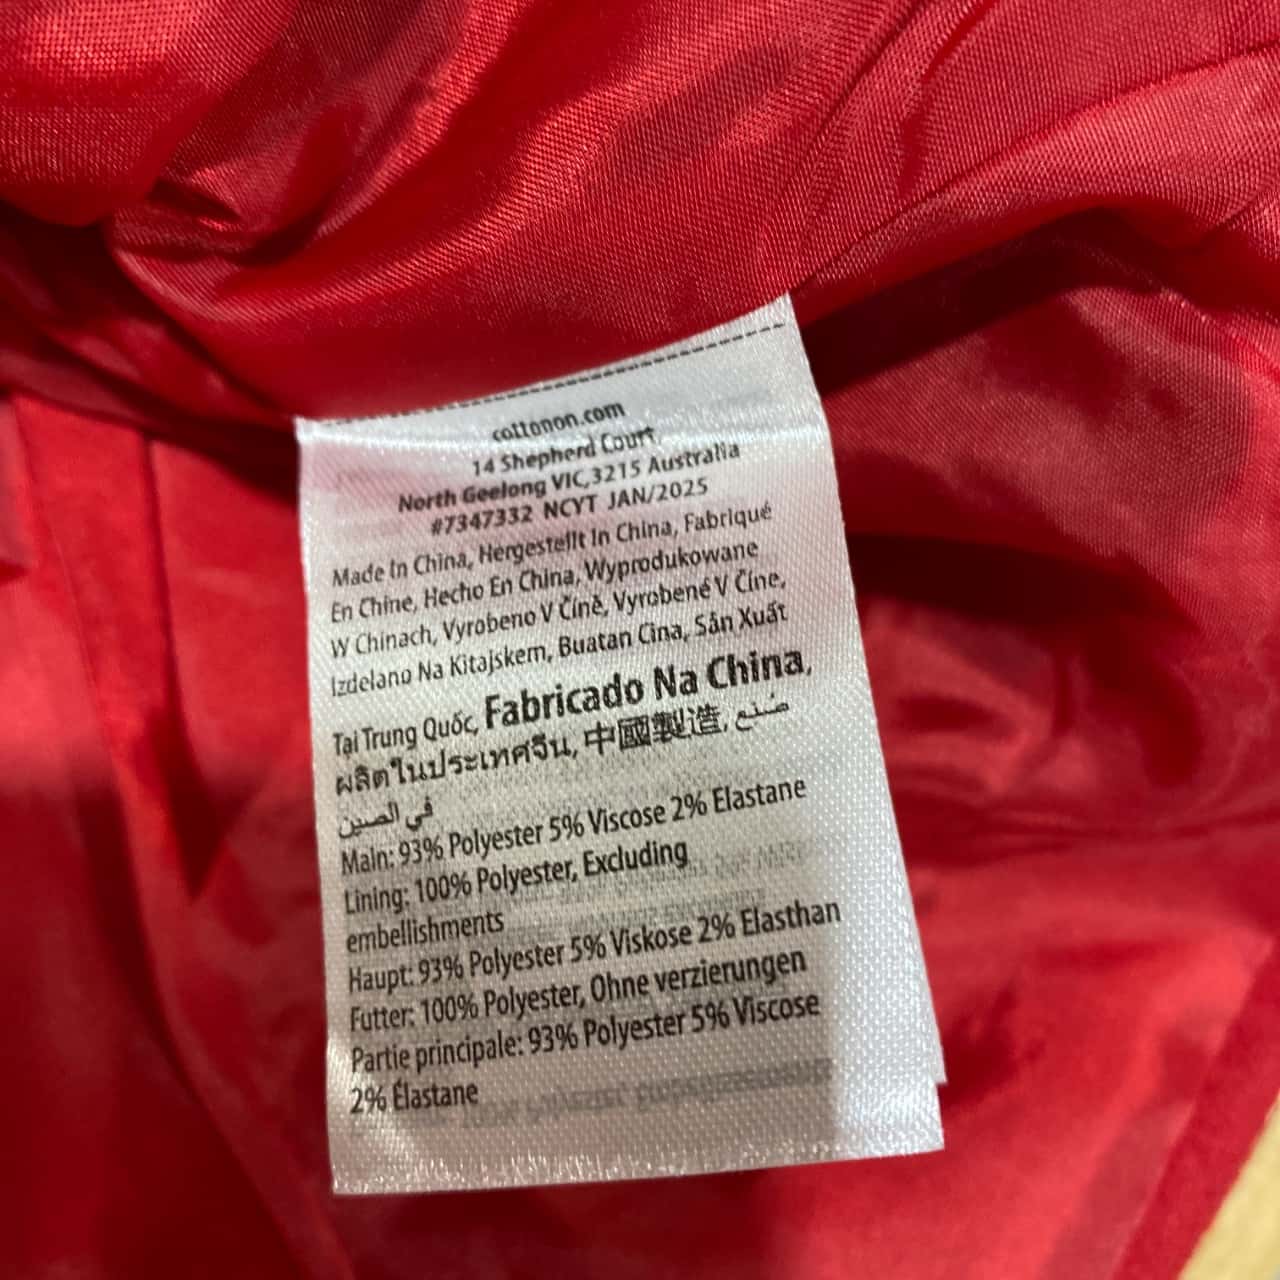 cottonon.com
14 Shepherd Court,
North Geelong VIC,3215 Australia
#7347332 NCYT JAN/2025
Made In China, Hergestellt In China, Fabriqué
En Chine, Hecho En China, Wyprodukowane
W Chinach, Vyrobeno V Číně, Vyrobené V Číne,
Izdelano Na Kitajskem, Buatan Cina, Sản Xuất
Tại Trung Quốc, Fabricado Na China,
ผลิตในประเทศจีน, 中國製造, صُنع
في الصين
Main: 93% Polyester 5% Viscose 2% Elastane
Lining: 100% Polyester, Excluding
embellishments
Haupt: 93% Polyester 5% Viskose 2% Elasthan
Futter: 100% Polyester, Ohne verzierungen
Partie principale: 93% Polyester 5% Viscose
2% Élastane